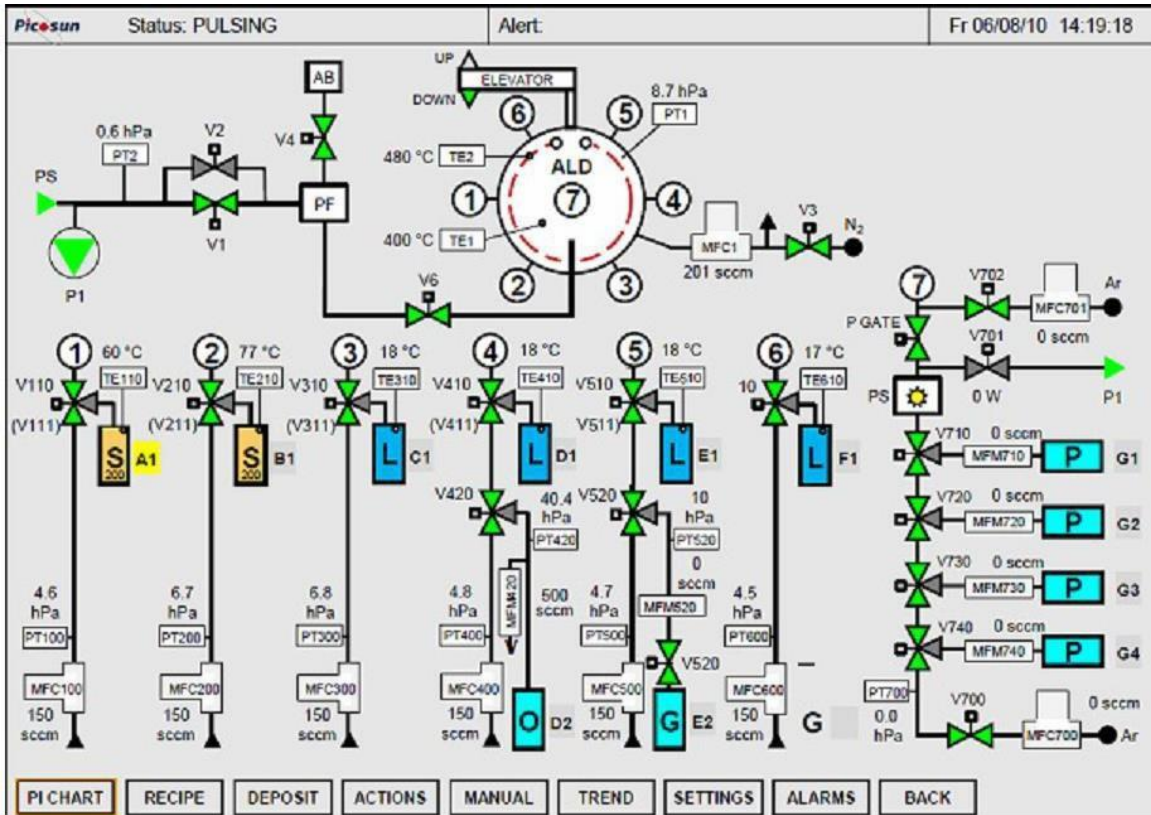 Picosun Status: PULSING Alert: Fr 06/08/10 14:19:18
UP
ELEVATOR
DOWN
AB
V4
0.6 hPa
PT2
V2
PS
V1
PF
P1
V6
8.7 hPa
PT1
480 °C TE2
ALD
400 °C TE1
1
2
3
4
5
6
7
MFC1
201 sccm
V3
N2
7
V702
MFC701
Ar
0 sccm
P GATE
V701
0 W
P1
PS
1
60 °C
V110
TE110
(V111)
S
200
A1
4.6
hPa
PT100
MFC100
150
sccm
2
77 °C
V210
TE210
(V211)
S
200
B1
6.7
hPa
PT200
MFC200
150
sccm
3
18 °C
V310
TE310
(V311)
L
C1
6.8
hPa
PT300
MFC300
150
sccm
4
18 °C
V410
TE410
(V411)
L
D1
V420
40.4
hPa
PT420
MFM420
500
sccm
4.8
hPa
PT400
MFC400
150
sccm
O
D2
5
18 °C
V510
TE510
V511)
L
E1
V520
10
hPa
PT520
0
sccm
MFM520
4.7
hPa
PT500
V520
MFC500
150
sccm
G
E2
6
17 °C
10
TE610
L
F1
4.5
hPa
PT600
MFC600
150
sccm
G
V710 0 sccm
MFM710
P
G1
V720 0 sccm
MFM720
P
G2
V730 0 sccm
MFM730
P
G3
V740 0 sccm
MFM740
P
G4
PT700
0.0
hPa
V700
MFC700
0 sccm
Ar
PI CHART RECIPE DEPOSIT ACTIONS MANUAL TREND SETTINGS ALARMS BACK